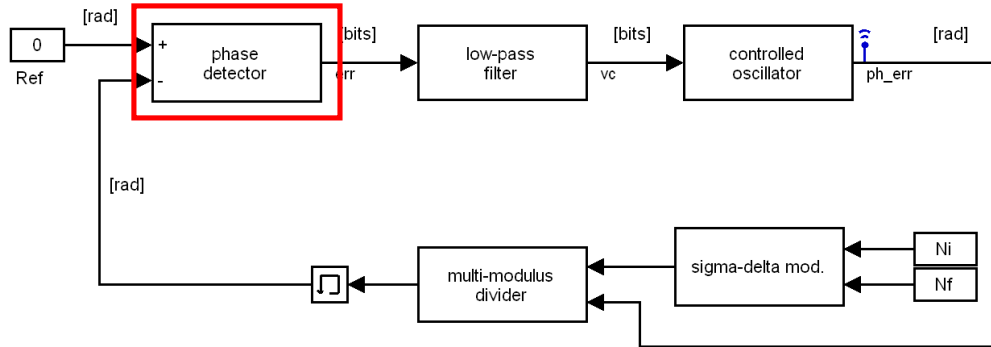 [rad]
[bits]
[bits]
[rad]
0
+
-
phase
detector
low-pass
filter
controlled
oscillator
Ref
err
vc
ph_err
[rad]
Ni
sigma-delta mod.
multi-modulus
divider
Nf